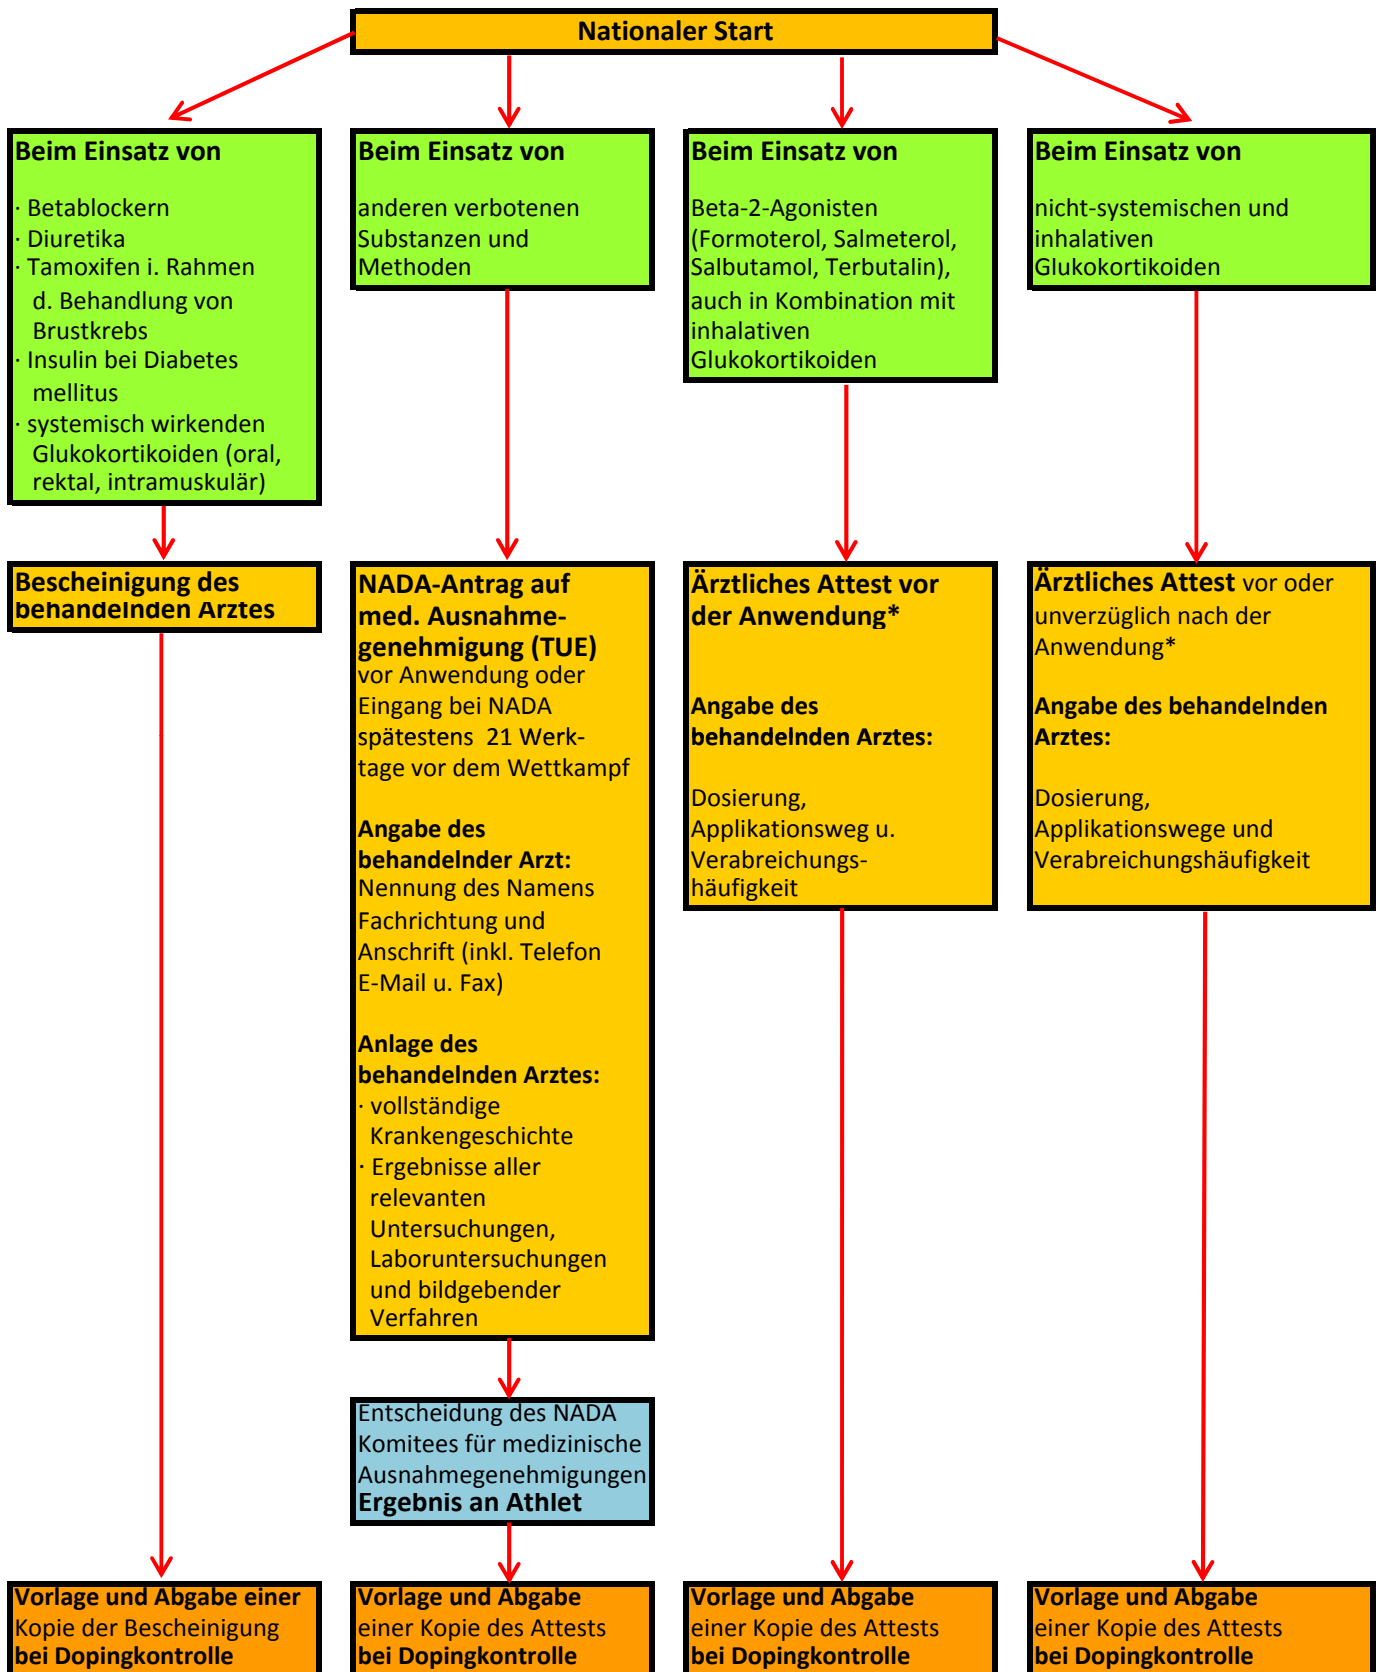 Nationaler Start
Beim Einsatz von
· Betablockern
· Diuretika
· Tamoxifen i. Rahmen
d. Behandlung von
Brustkrebs
· Insulin bei Diabetes
mellitus
· systemisch wirkenden
Glukokortikoiden (oral,
rektal, intramuskulär)
Beim Einsatz von
anderen verbotenen
Substanzen und
Methoden
Beim Einsatz von
Beta-2-Agonisten
(Formoterol, Salmeterol,
Salbutamol, Terbutalin),
auch in Kombination mit
inhalativen
Glukokortikoiden
Beim Einsatz von
nicht-systemischen und
inhalativen
Glukokortikoiden
Bescheinigung des
behandelnden Arztes
NADA-Antrag auf
med. Ausnahme-
genehmigung (TUE)
vor Anwendung oder
Eingang bei NADA
spätestens 21 Werk-
tage vor dem Wettkampf
Angabe des
behandelnder Arzt:
Nennung des Namens
Fachrichtung und
Anschrift (inkl. Telefon
E-Mail u. Fax)
Anlage des
behandelnden Arztes:
· vollständige
Krankengeschichte
· Ergebnisse aller
relevanten
Untersuchungen,
Laboruntersuchungen
und bildgebender
Verfahren
Ärztliches Attest vor
der Anwendung*
Angabe des
behandelnden Arztes:
Dosierung,
Applikationsweg u.
Verabreichungs-
häufigkeit
Ärztliches Attest vor oder
unverzüglich nach der
Anwendung*
Angabe des behandelnden
Arztes:
Dosierung,
Applikationswege und
Verabreichungshäufigkeit
Entscheidung des NADA
Komitees für medizinische
Ausnahmegenehmigungen
Ergebnis an Athlet
Vorlage und Abgabe einer
Kopie der Bescheinigung
bei Dopingkontrolle
Vorlage und Abgabe
einer Kopie des Attests
bei Dopingkontrolle
Vorlage und Abgabe
einer Kopie des Attests
bei Dopingkontrolle
Vorlage und Abgabe
einer Kopie des Attests
bei Dopingkontrolle